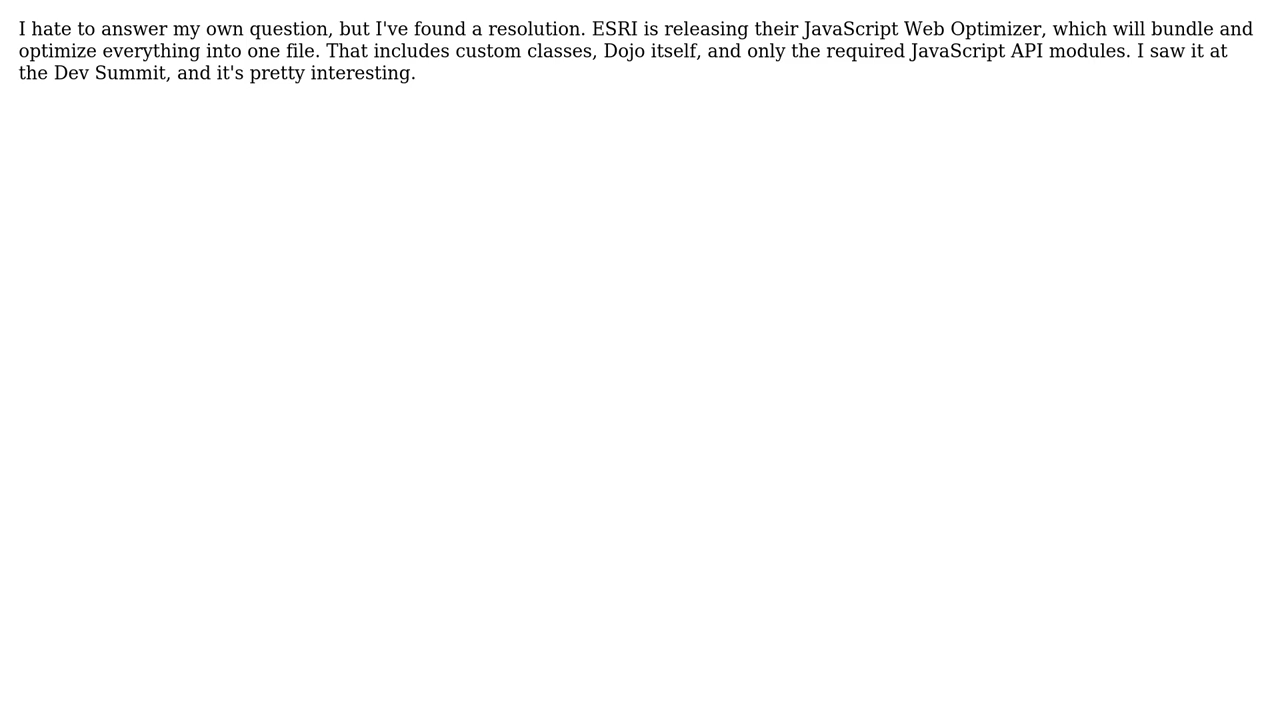 I hate to answer my own question, but I've found a resolution. ESRI is releasing their JavaScript Web Optimizer, which will bundle and
optimize everything into one file. That includes custom classes, Dojo itself, and only the required JavaScript API modules. I saw it at
the Dev Summit, and it's pretty interesting.